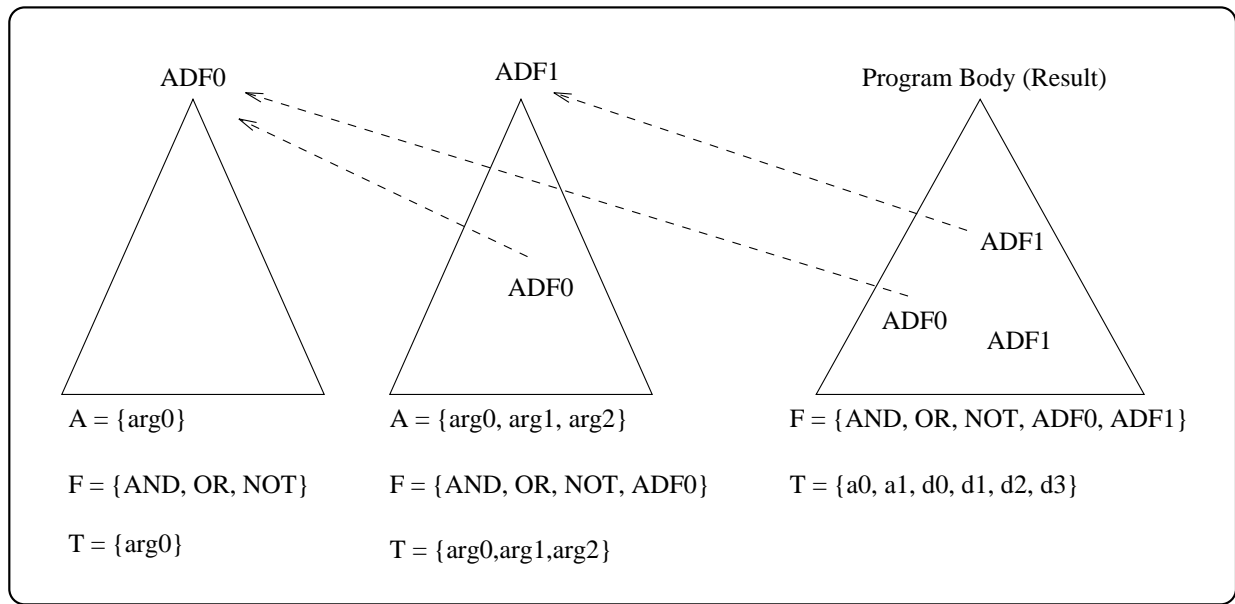 ADF0
ADF1
Program Body (Result)
ADF1
ADF0
ADF0
ADF1
A = {arg0}
A = {arg0, arg1, arg2}
F = {AND, OR, NOT, ADF0, ADF1}
F = {AND, OR, NOT}
F = {AND, OR, NOT, ADF0}
T = {a0, a1, d0, d1, d2, d3}
T = {arg0}
T = {arg0,arg1,arg2}